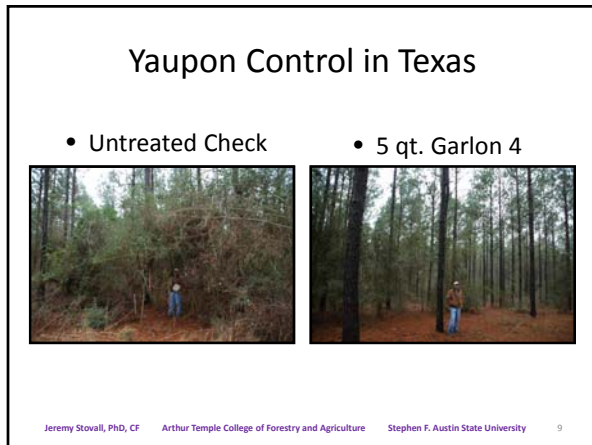 Yaupon Control in Texas
• Untreated Check
• 5 qt. Garlon 4
Jeremy Stovall, PhD, CF Arthur Temple College of Forestry and Agriculture Stephen F. Austin State University 9